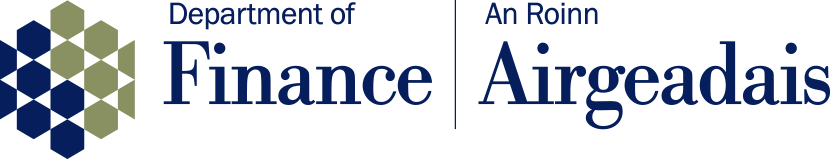 Department of
Finance
An Roinn
Airgeadais